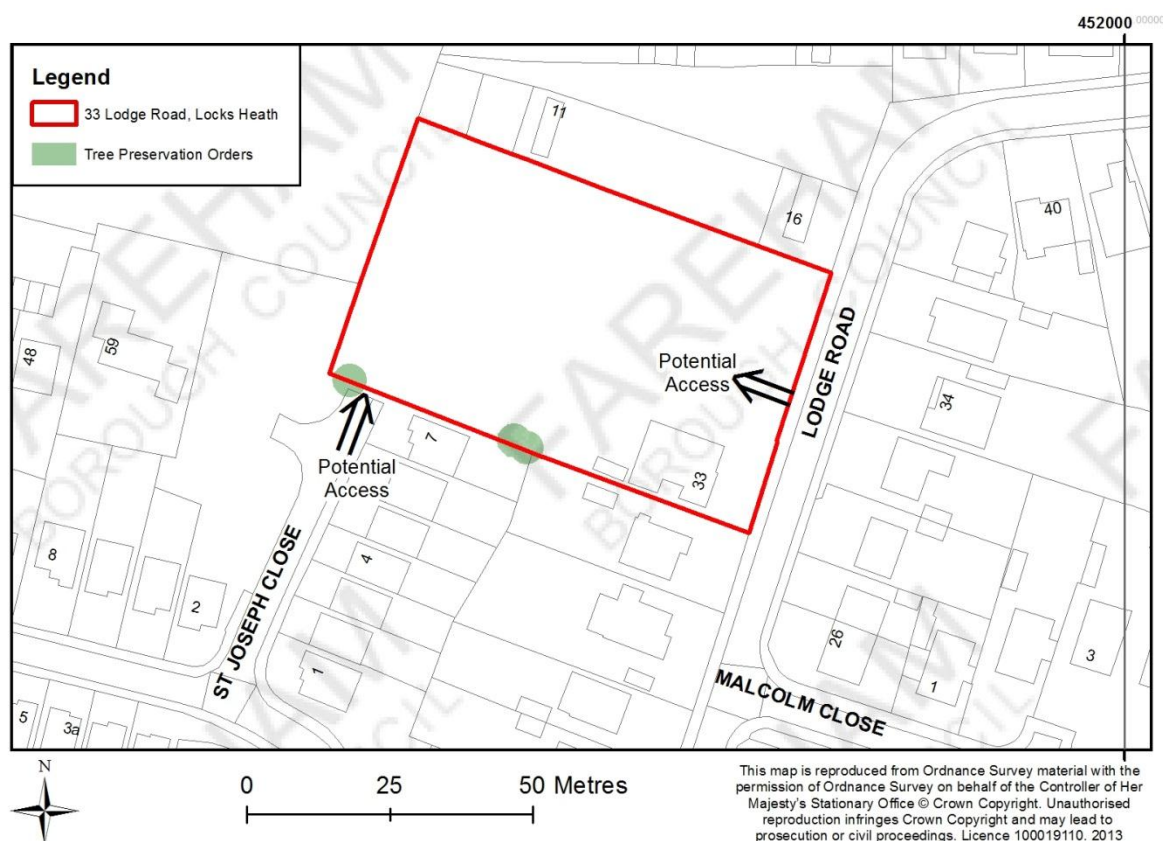 452000
Legend
33 Lodge Road, Locks Heath
Tree Preservation Orders
11
16
40
48
59
Potential
Access
LODGE ROAD
34
7
33
Potential
Access
8
2
4
ST JOSEPH CLOSE
1
26
1
3
MALCOLM CLOSE
5
3a
FAREHAM
BOROUGH COUNCIL
N
0 25 50 Metres
This map is reproduced from Ordnance Survey material with the
permission of Ordnance Survey on behalf of the Controller of Her
Majesty's Stationary Office © Crown Copyright. Unauthorised
reproduction infringes Crown Copyright and may lead to
prosecution or civil proceedings. Licence 100019110. 2013